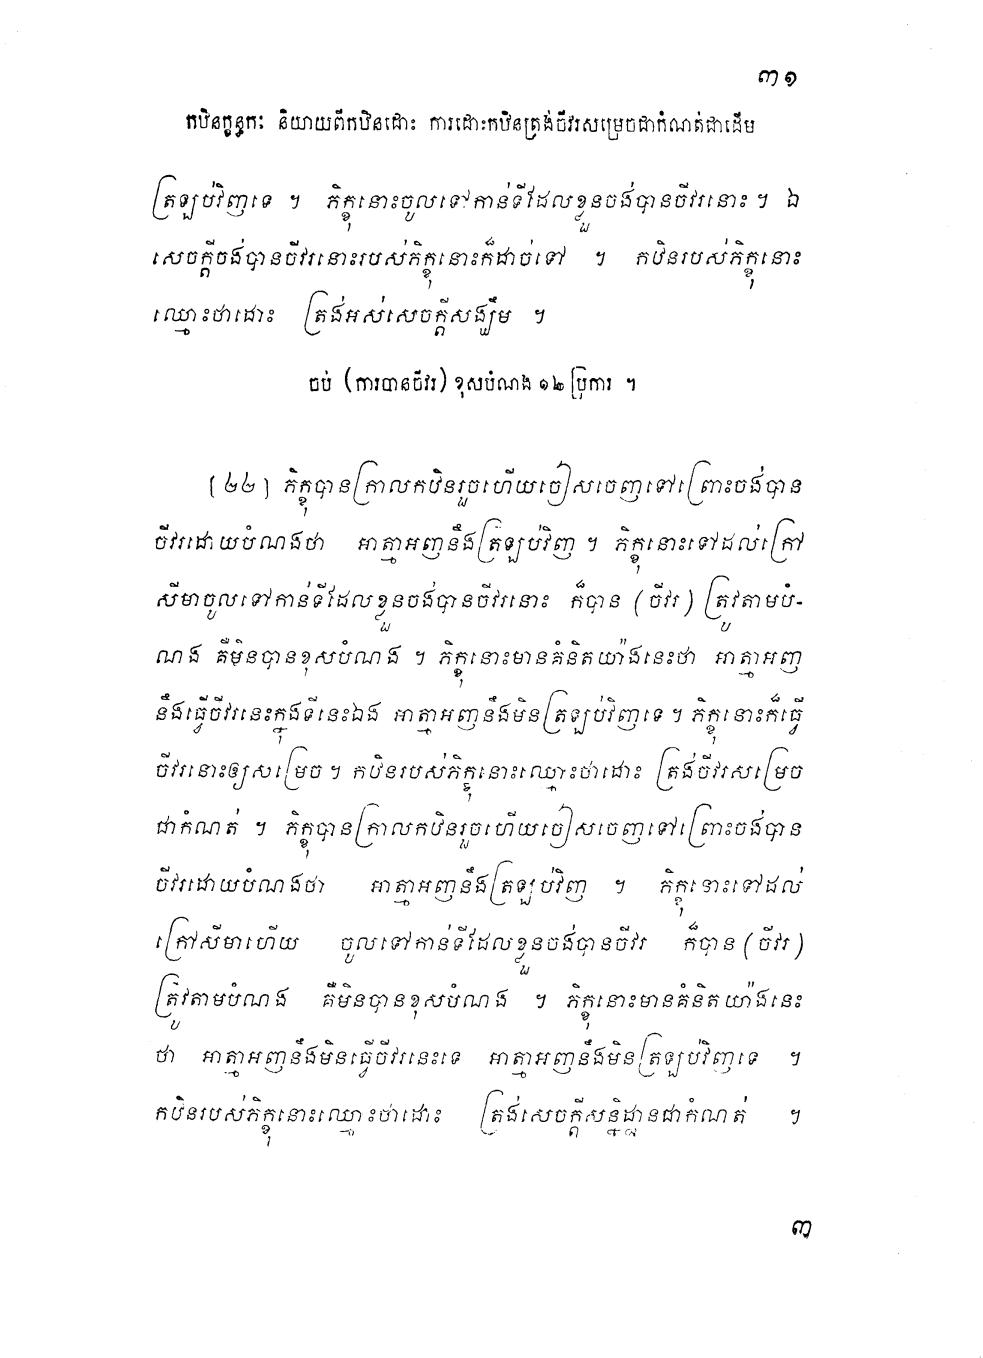 ៣១
កឋិនក្ខន្ធកៈ និយាយពីកឋិនដោះ ការដោះកឋិនត្រង់ចីវរសម្រេចជាកំណត់ជាដើម
ត្រឡប់វិញទេ ។ ភិក្ខុនោះចូលទៅកាន់ទីដែលខ្លួនចង់បានចីវរនោះ ។ ឯ
សេចក្តីចង់បានចីវរនោះរបស់ភិក្ខុនោះក៏ដាច់ទៅ ។ កឋិនរបស់ភិក្ខុនោះ
ឈ្មោះថាដោះ ត្រង់អស់សេចក្តីសង្ឃឹម ។
ចប់ (ការបានចីវរ) ខុសបំណង ១២ ប្រការ ។
[២២] ភិក្ខុបានក្រាលកឋិនរួចហើយចៀសចេញទៅព្រោះចង់បាន
ចីវរដោយបំណងថា អាត្មាអញនឹងត្រឡប់វិញ ។ ភិក្ខុនោះទៅដល់ក្រៅ
សីមាចូលទៅកាន់ទីដែលខ្លួនចង់បានចីវរនោះ ក៏បាន (ចីវរ) ត្រូវតាមបំ-
ណង គឺមិនបានខុសបំណង ។ ភិក្ខុនោះមានគំនិតយ៉ាងនេះថា អាត្មាអញ
នឹងធ្វើចីវរនេះក្នុងទីនេះឯង អាត្មាអញនឹងមិនត្រឡប់វិញទេ ។ ភិក្ខុនោះក៏ធ្វើ
ចីវរនោះឲ្យសម្រេច ។ កឋិនរបស់ភិក្ខុនោះឈ្មោះថាដោះ ត្រង់ចីវរសម្រេច
ជាកំណត់ ។ ភិក្ខុបានក្រាលកឋិនរួចហើយចៀសចេញទៅព្រោះចង់បាន
ចីវរដោយបំណងថា អាត្មាអញនឹងត្រឡប់វិញ ។ ភិក្ខុនោះទៅដល់
ក្រៅសីមាហើយ ចូលទៅកាន់ទីដែលខ្លួនចង់បានចីវរ ក៏បាន (ចីវរ)
ត្រូវតាមបំណង គឺមិនបានខុសបំណង ។ ភិក្ខុនោះមានគំនិតយ៉ាងនេះ
ថា អាត្មាអញនឹងមិនធ្វើចីវរនេះទេ អាត្មាអញនឹងមិនត្រឡប់វិញទេ ។
កឋិនរបស់ភិក្ខុនោះឈ្មោះថាដោះ ត្រង់សេចក្តីសន្និដ្ឋានជាកំណត់ ។
៣